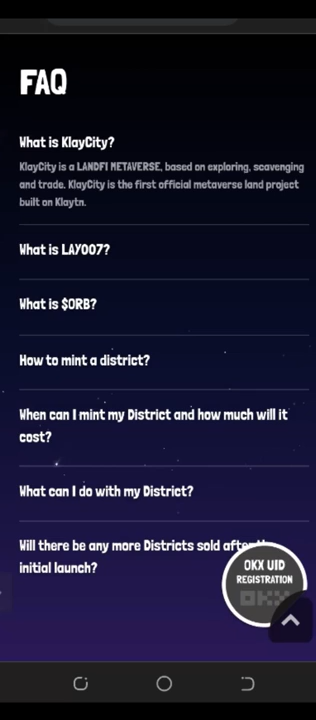 FAQ
What is KlayCity?
KlayCity is a LANDFI METAVERSE, based on exploring, scavenging
and trade. KlayCity is the first official metaverse land project
built on Klaytn.
What is LAY007?
What is $ORB?
How to mint a district?
When can I mint my District and how much will it
cost?
What can I do with my District?
Will there be any more Districts sold after
initial launch?
OKX UID
REGISTRATION
OKX